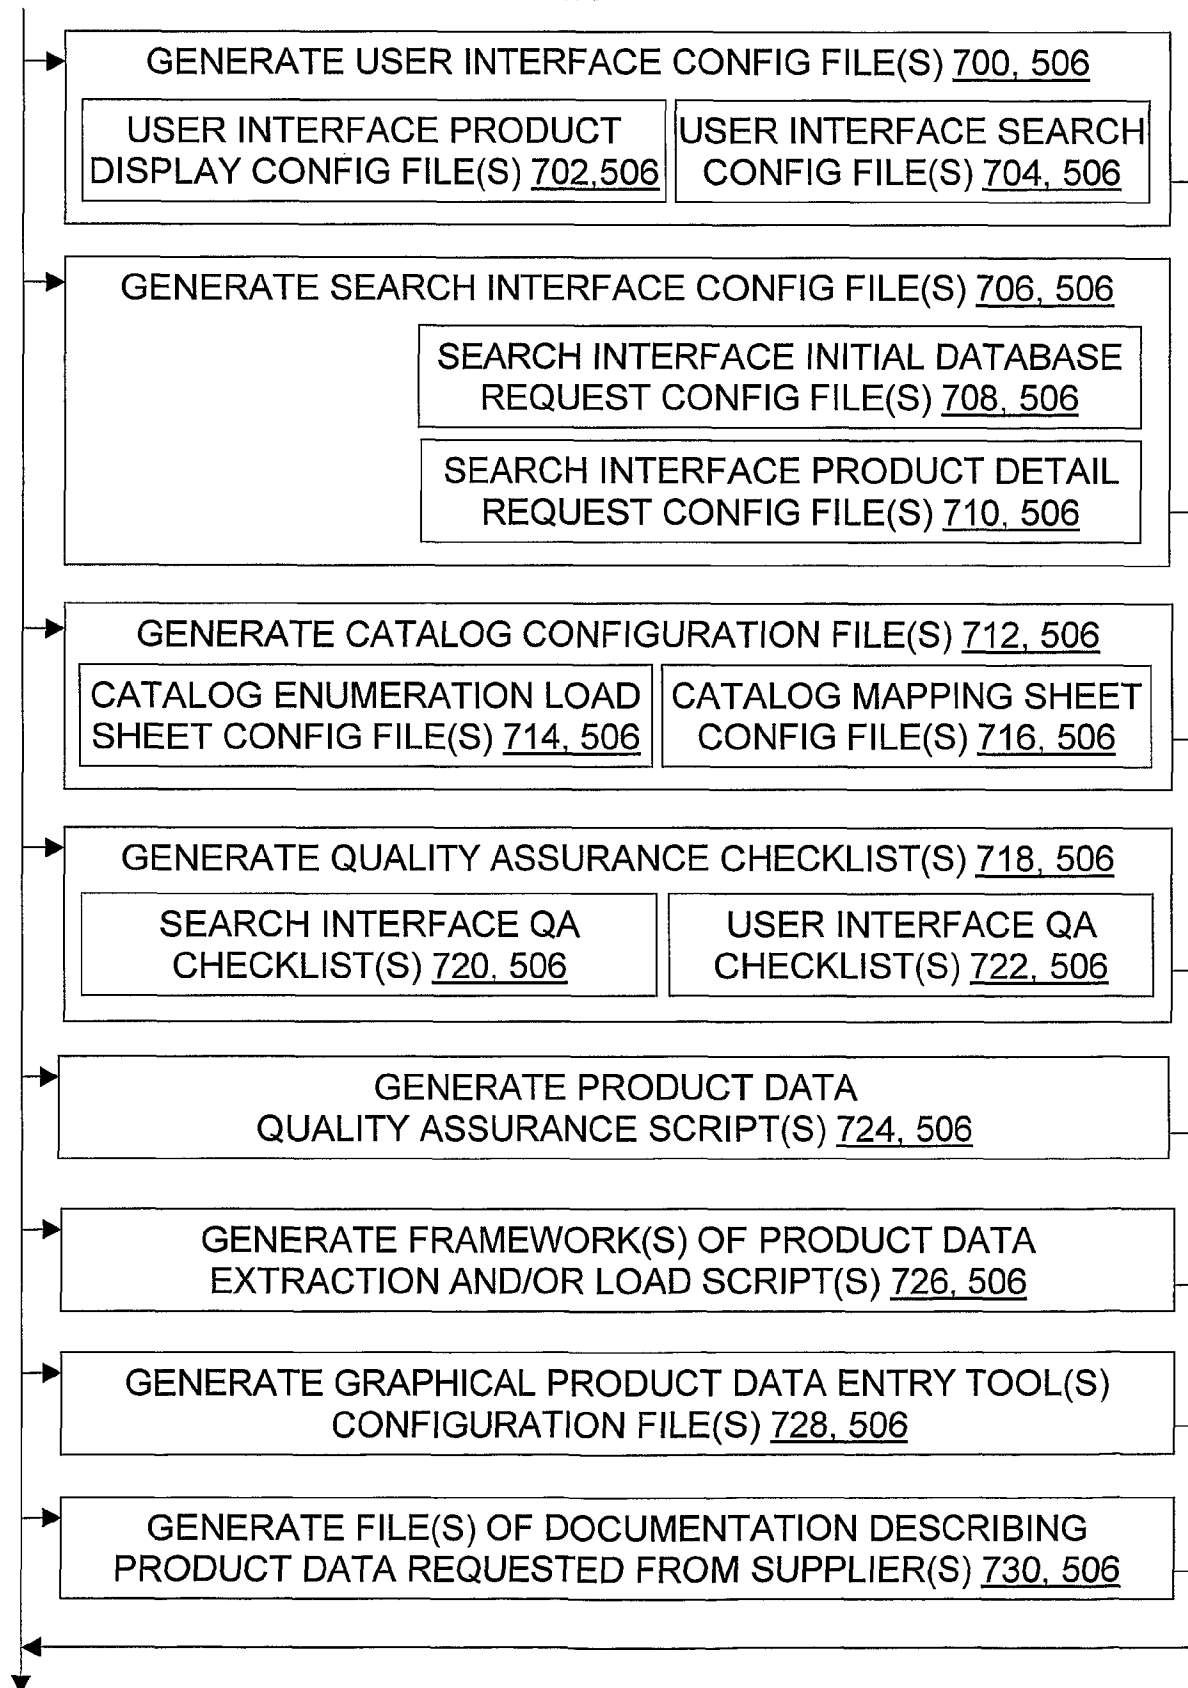 GENERATE USER INTERFACE CONFIG FILE(S) 700, 506
USER INTERFACE PRODUCT
DISPLAY CONFIG FILE(S) 702,506
USER INTERFACE SEARCH
CONFIG FILE(S) 704, 506
GENERATE SEARCH INTERFACE CONFIG FILE(S) 706, 506
SEARCH INTERFACE INITIAL DATABASE
REQUEST CONFIG FILE(S) 708, 506
SEARCH INTERFACE PRODUCT DETAIL
REQUEST CONFIG FILE(S) 710, 506
GENERATE CATALOG CONFIGURATION FILE(S) 712, 506
CATALOG ENUMERATION LOAD
SHEET CONFIG FILE(S) 714, 506
CATALOG MAPPING SHEET
CONFIG FILE(S) 716, 506
GENERATE QUALITY ASSURANCE CHECKLIST(S) 718, 506
SEARCH INTERFACE QA
CHECKLIST(S) 720, 506
USER INTERFACE QA
CHECKLIST(S) 722, 506
GENERATE PRODUCT DATA
QUALITY ASSURANCE SCRIPT(S) 724, 506
GENERATE FRAMEWORK(S) OF PRODUCT DATA
EXTRACTION AND/OR LOAD SCRIPT(S) 726, 506
GENERATE GRAPHICAL PRODUCT DATA ENTRY TOOL(S)
CONFIGURATION FILE(S) 728, 506
GENERATE FILE(S) OF DOCUMENTATION DESCRIBING
PRODUCT DATA REQUESTED FROM SUPPLIER(S) 730, 506